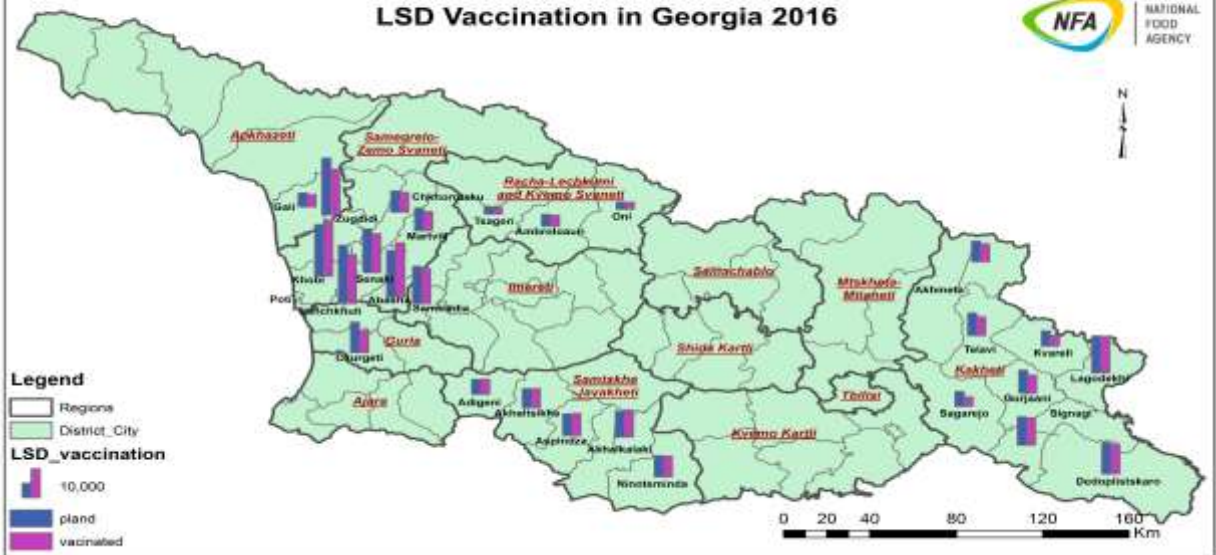 LSD Vaccination in Georgia 2016
NFA
NATIONAL
FOOD
AGENCY
N
Apkhazeti
Samegrelo-
Zemo Svaneti
Racha-Lechkumi
and Kvemo Svaneti
Gali
Zugdidi
Chkhorotsku
Martvili
Tsageri
Ambrolauri
Oni
Khobi
Senaki
Poti
Lanchkhuti
Abasha
Samtredia
Imereti
Samachablo
Mtskheta-
Mtianeti
Akhmeta
Chargeti
Guria
Shida Kartli
Telavi
Kvareli
Kakheti
Lagodekhi
Gurjaani
Sagarejo
Signagi
Legend
Regions
District_City
LSD_vaccination
10,000
pland
vacinated
Ajara
Adigeni
Akhaltsikhe
Samtskhe
Javakheti
Aspindza
Akhalkalaki
Ninotsminda
Tbilisi
Kvemo Kartli
Dedoplistskaro
0 20 40 80 120 160
Km